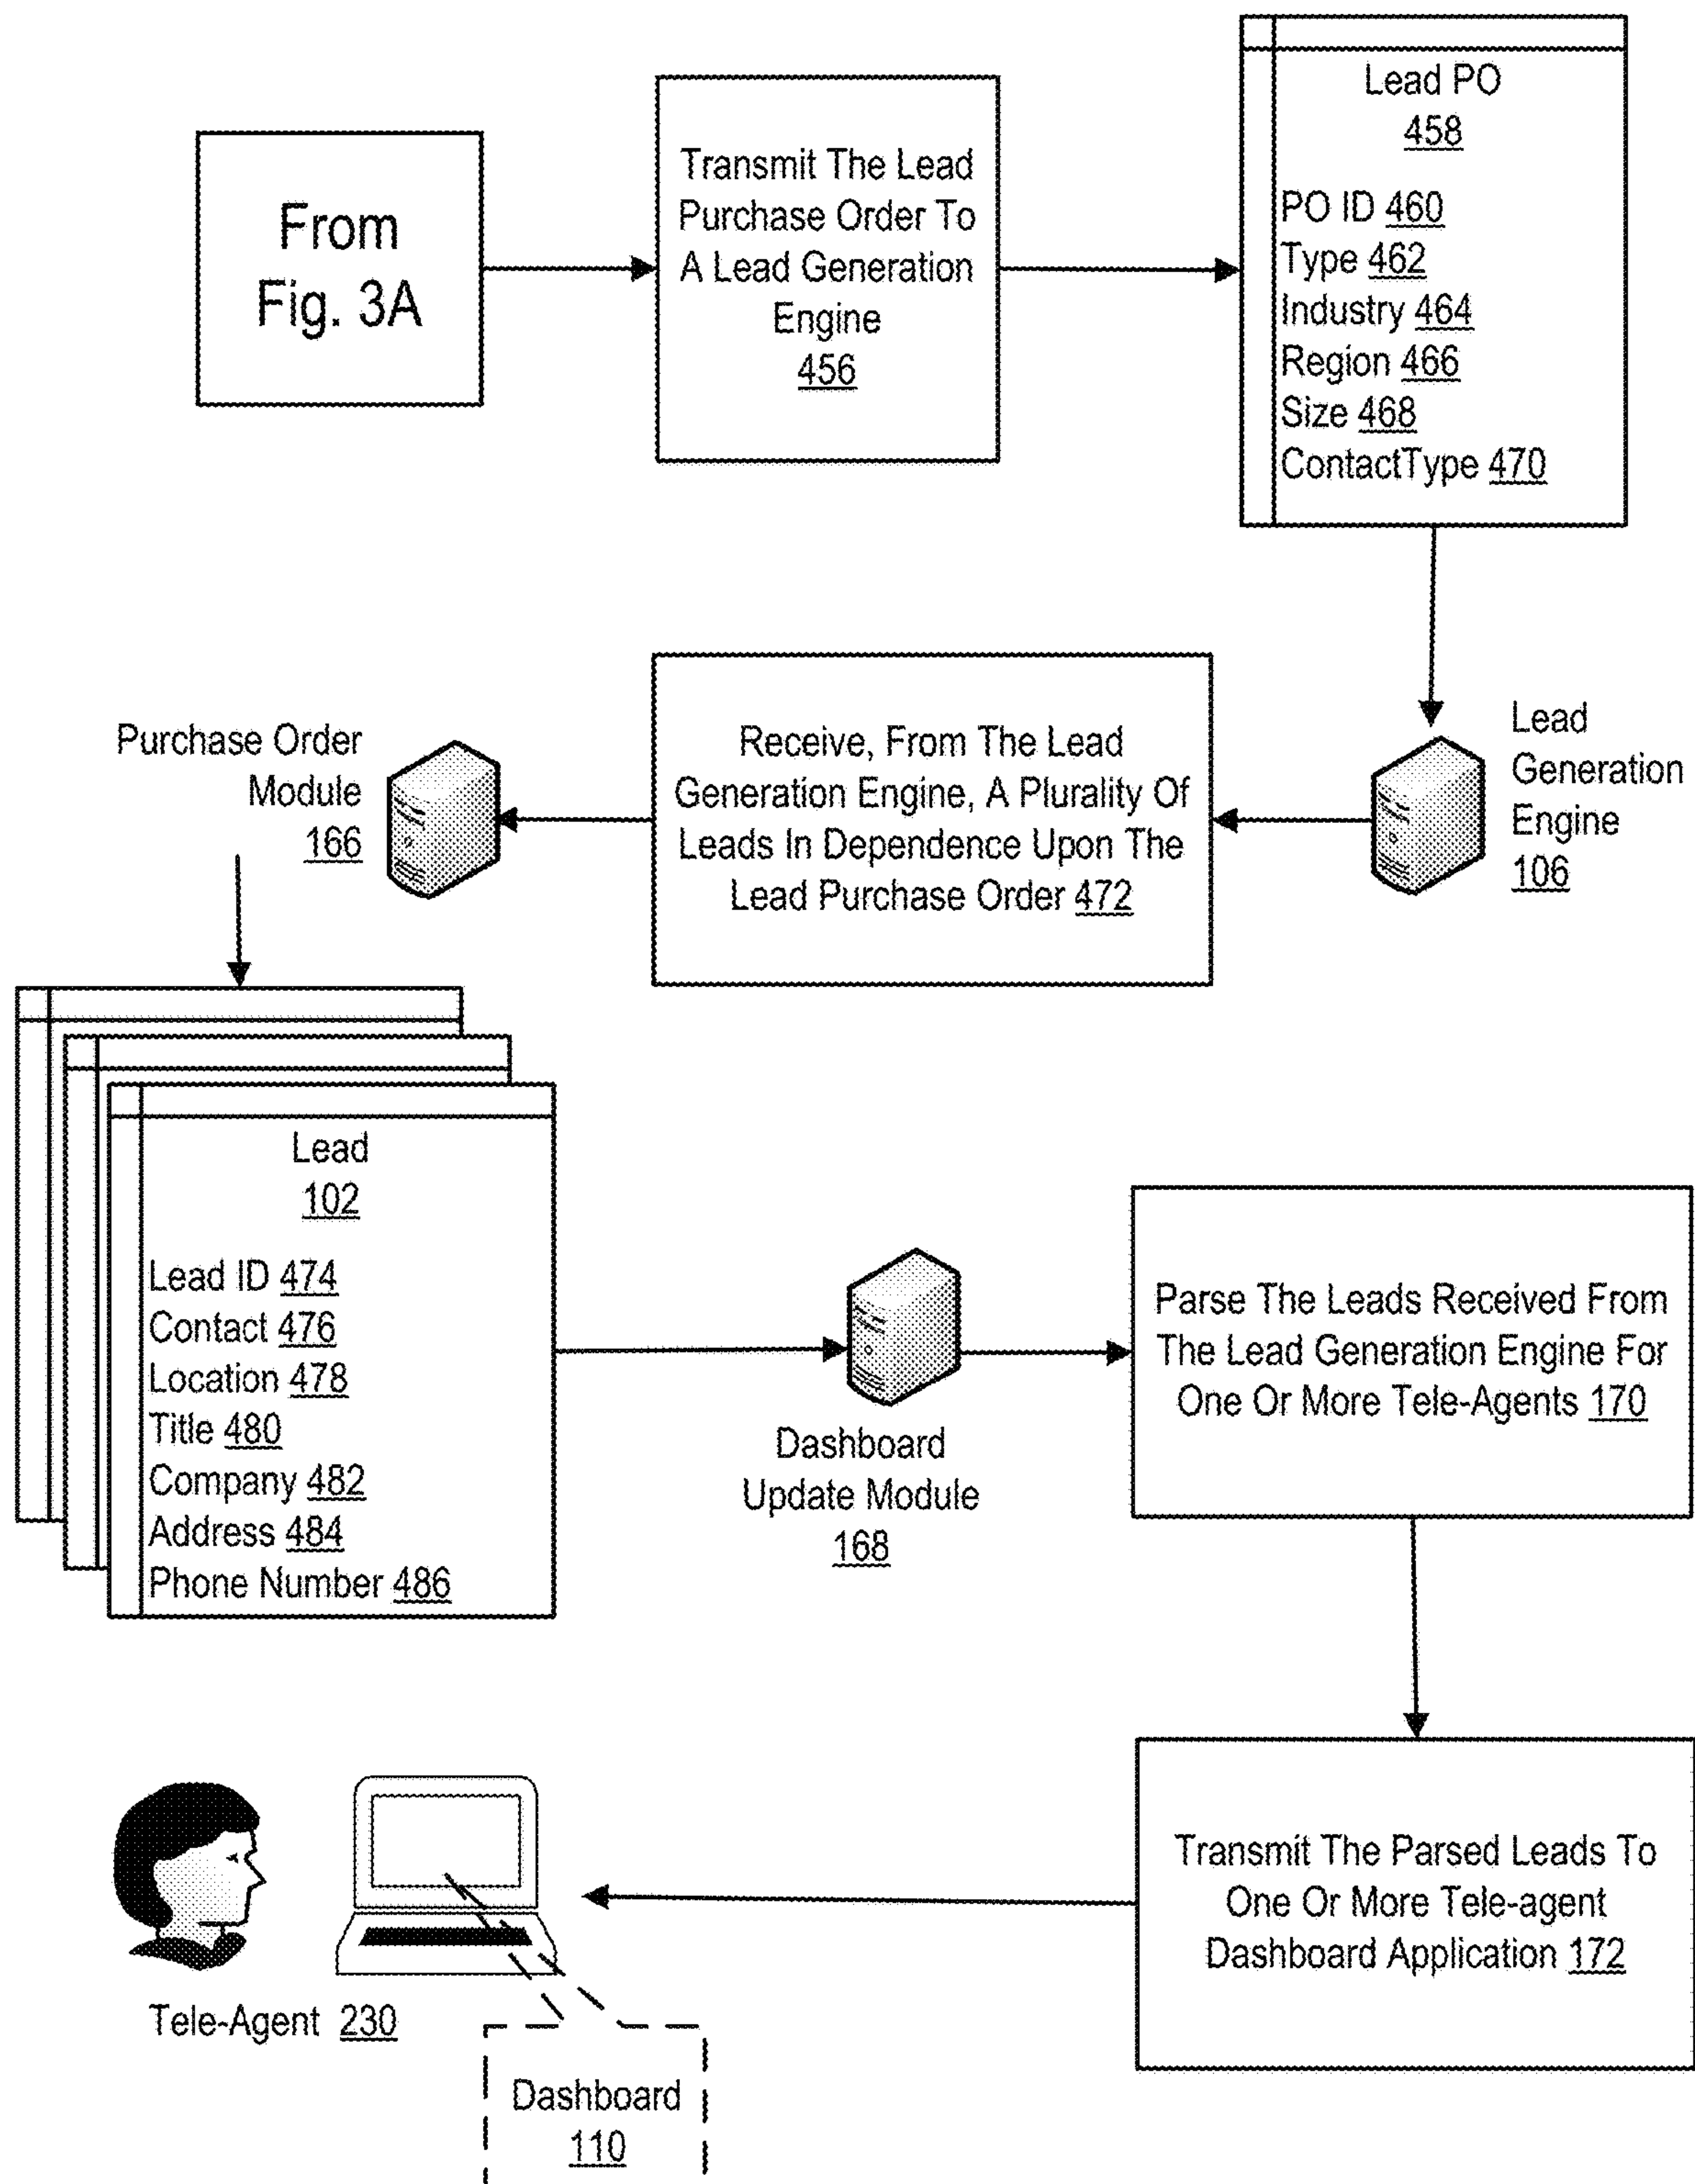 From
Fig. 3A
Transmit The Lead
Purchase Order To
A Lead Generation
Engine
456
Lead PO
458
PO ID 460
Type 462
Industry 464
Region 466
Size 468
ContactType 470
Purchase Order
Module
166
Receive, From The Lead
Generation Engine, A Plurality Of
Leads In Dependence Upon The
Lead Purchase Order 472
Lead
Generation
Engine
106
Lead
102
Lead ID 474
Contact 476
Location 478
Title 480
Company 482
Address 484
Phone Number 486
Dashboard
Update Module
168
Parse The Leads Received From
The Lead Generation Engine For
One Or More Tele-Agents 170
Transmit The Parsed Leads To
One Or More Tele-agent
Dashboard Application 172
Tele-Agent 230
Dashboard
110